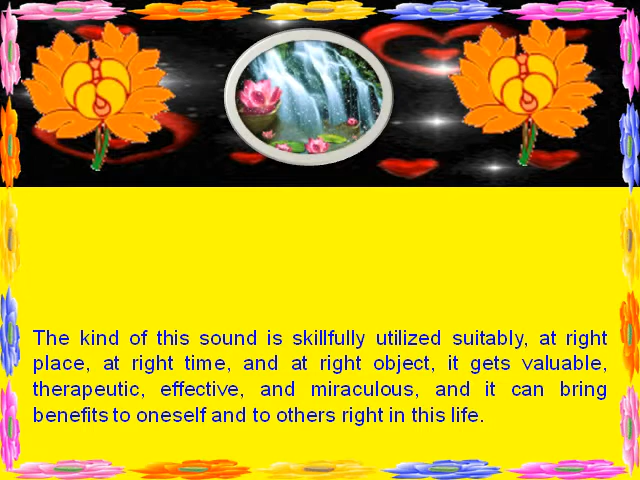 The kind of this sound is skillfully utilized suitably, at right
place, at right time, and at right object, it gets valuable,
therapeutic, effective, and miraculous, and it can bring
benefits to oneself and to others right in this life.